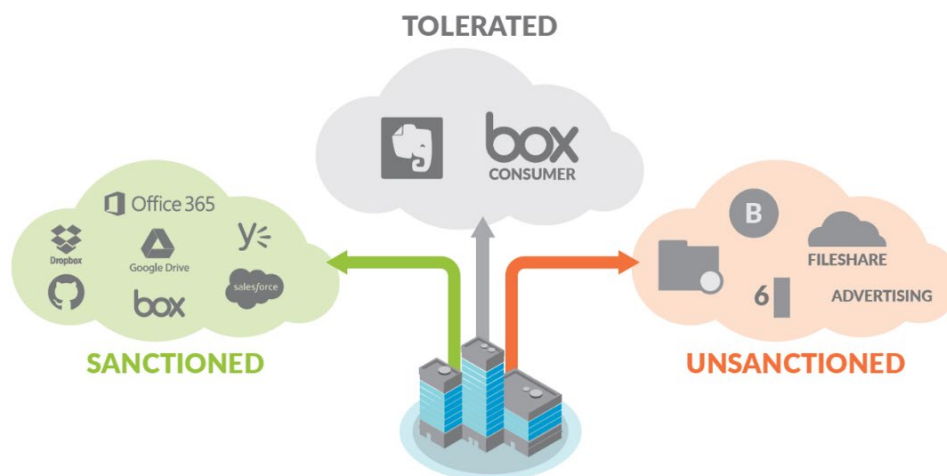 TOLERATED
box
CONSUMER
Office 365
Dropbox
Google Drive
box
salesforce
SANCTIONED
B
FILESHARE
6
ADVERTISING
UNSANCTIONED